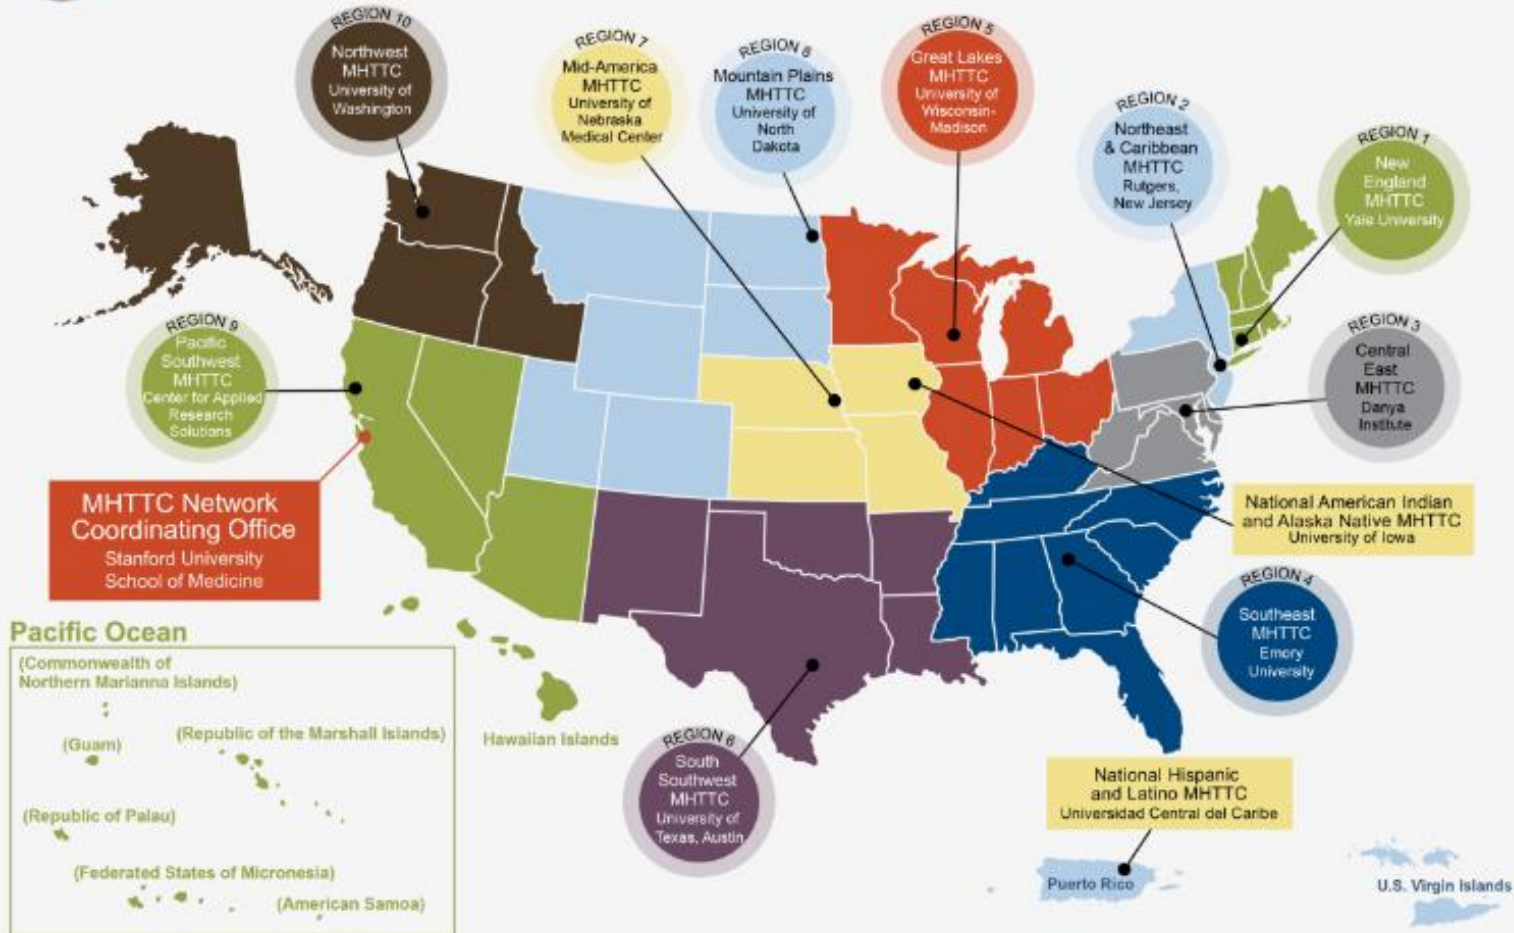 REGION 10
Northwest
MHTTC
University of
Washington
REGION 7
Mid-America
MHTTC
University of
Nebraska
Medical Center
REGION 8
Mountain Plains
MHTTC
University of
North
Dakota
REGION 5
Great Lakes
MHTTC
University of
Wisconsin-
Madison
REGION 2
Northeast
& Caribbean
MHTTC
Rutgers,
New Jersey
REGION 1
New
England
MHTTC
Yale University
REGION 9
Pacific
Southwest
MHTTC
Center for Applied
Research
Solutions
REGION 3
Central
East
MHTTC
Danya
Institute
MHTTC Network
Coordinating Office
Stanford University
School of Medicine
National American Indian
and Alaska Native MHTTC
University of Iowa
REGION 4
Southeast
MHTTC
Emory
University
Pacific Ocean
(Commonwealth of
Northern Marianna Islands)
(Guam)
(Republic of the Marshall Islands)
(Republic of Palau)
(Federated States of Micronesia)
(American Samoa)
Hawaiian Islands
REGION 6
South
Southwest
MHTTC
University of
Texas, Austin
National Hispanic
and Latino MHTTC
Universidad Central del Caribe
Puerto Rico
U.S. Virgin Islands